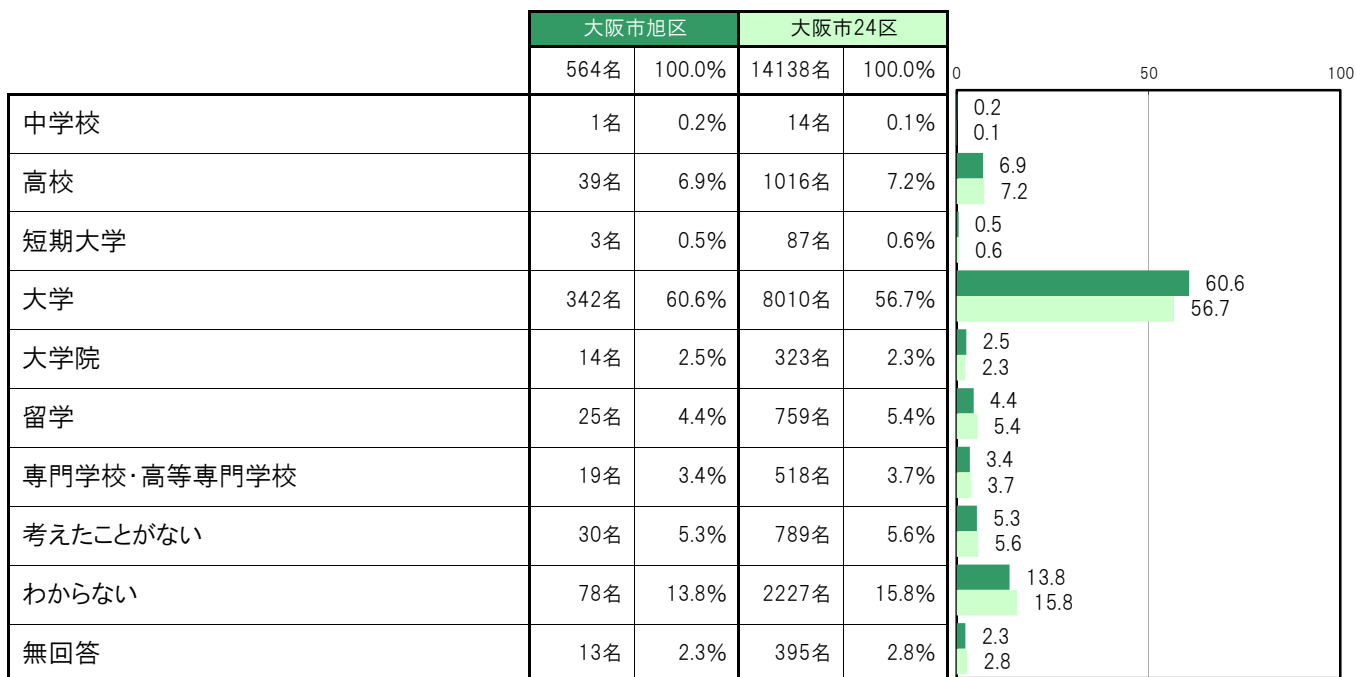 大阪市旭区 大阪市24区
564名 100.0% 14138名 100.0% 0 50 100
中学校 1名 0.2% 14名 0.1% 0.2 0.1
高校 39名 6.9% 1016名 7.2% 6.9 7.2
短期大学 3名 0.5% 87名 0.6% 0.5 0.6
大学 342名 60.6% 8010名 56.7% 60.6 56.7
大学院 14名 2.5% 323名 2.3% 2.5 2.3
留学 25名 4.4% 759名 5.4% 4.4 5.4
専門学校・高等専門学校 19名 3.4% 518名 3.7% 3.4 3.7
考えたことがない 30名 5.3% 789名 5.6% 5.3 5.6
わからない 78名 13.8% 2227名 15.8% 13.8 15.8
無回答 13名 2.3% 395名 2.8% 2.3 2.8